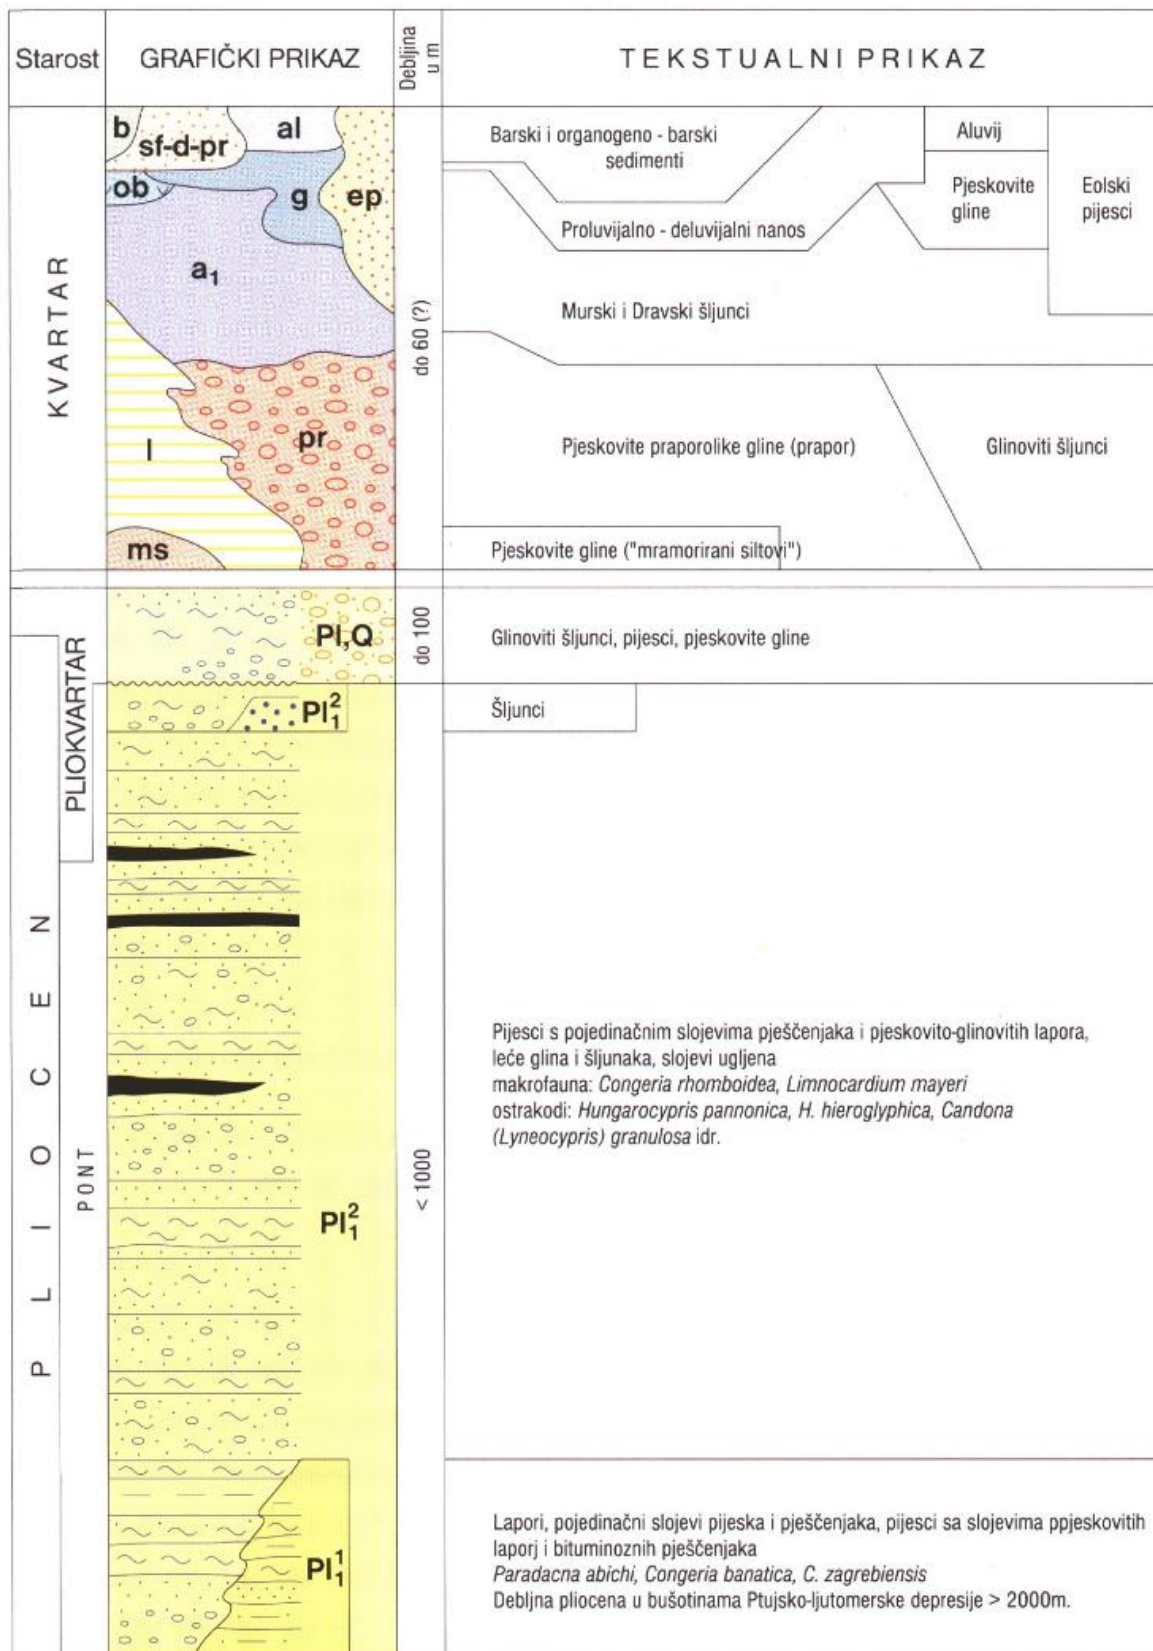 Starost
GRAFIČKI PRIKAZ
Debljina
u m
TEKSTUALNI PRIKAZ
KVARTAR
b
sf-d-pr
al
ob
g
ep
a₁
l
pr
ms
do 60 (?)
Barski i organogeno - barski
sedimenti
Aluvij
Pjeskovite
gline
Eolski
pijesci
Proluvijalno - deluvijalni nanos
Murski i Dravski šljunci
Pjeskovite praporolike gline (prapor)
Glinoviti šljunci
Pjeskovite gline ("mramorirani siltovi")
PLIOKVARTAR
Pl,Q
do 100
Glinoviti šljunci, pijesci, pjeskovite gline
Pl₁²
Šljunci
PLIOCEN
PONT
Pl₁²
< 1000
Pijesci s pojedinačnim slojevima pješčenjaka i pjeskovito-glinovitih lapora,
leće glina i šljunaka, slojevi ugljena
makrofauna: Congeria rhomboidea, Limnocardium mayeri
ostrakodi: Hungarocypris pannonica, H. hieroglyphica, Candona
(Lyneocypris) granulosa idr.
Pl₁¹
Lapori, pojedinačni slojevi pijeska i pješčenjaka, pijesci sa slojevima ppjeskovitih
laporj i bituminoznih pješčenjaka
Paradacna abichi, Congeria banatica, C. zagrebiensis
Debljna pliocena u bušotinama Ptujsko-ljutomerske depresije > 2000m.